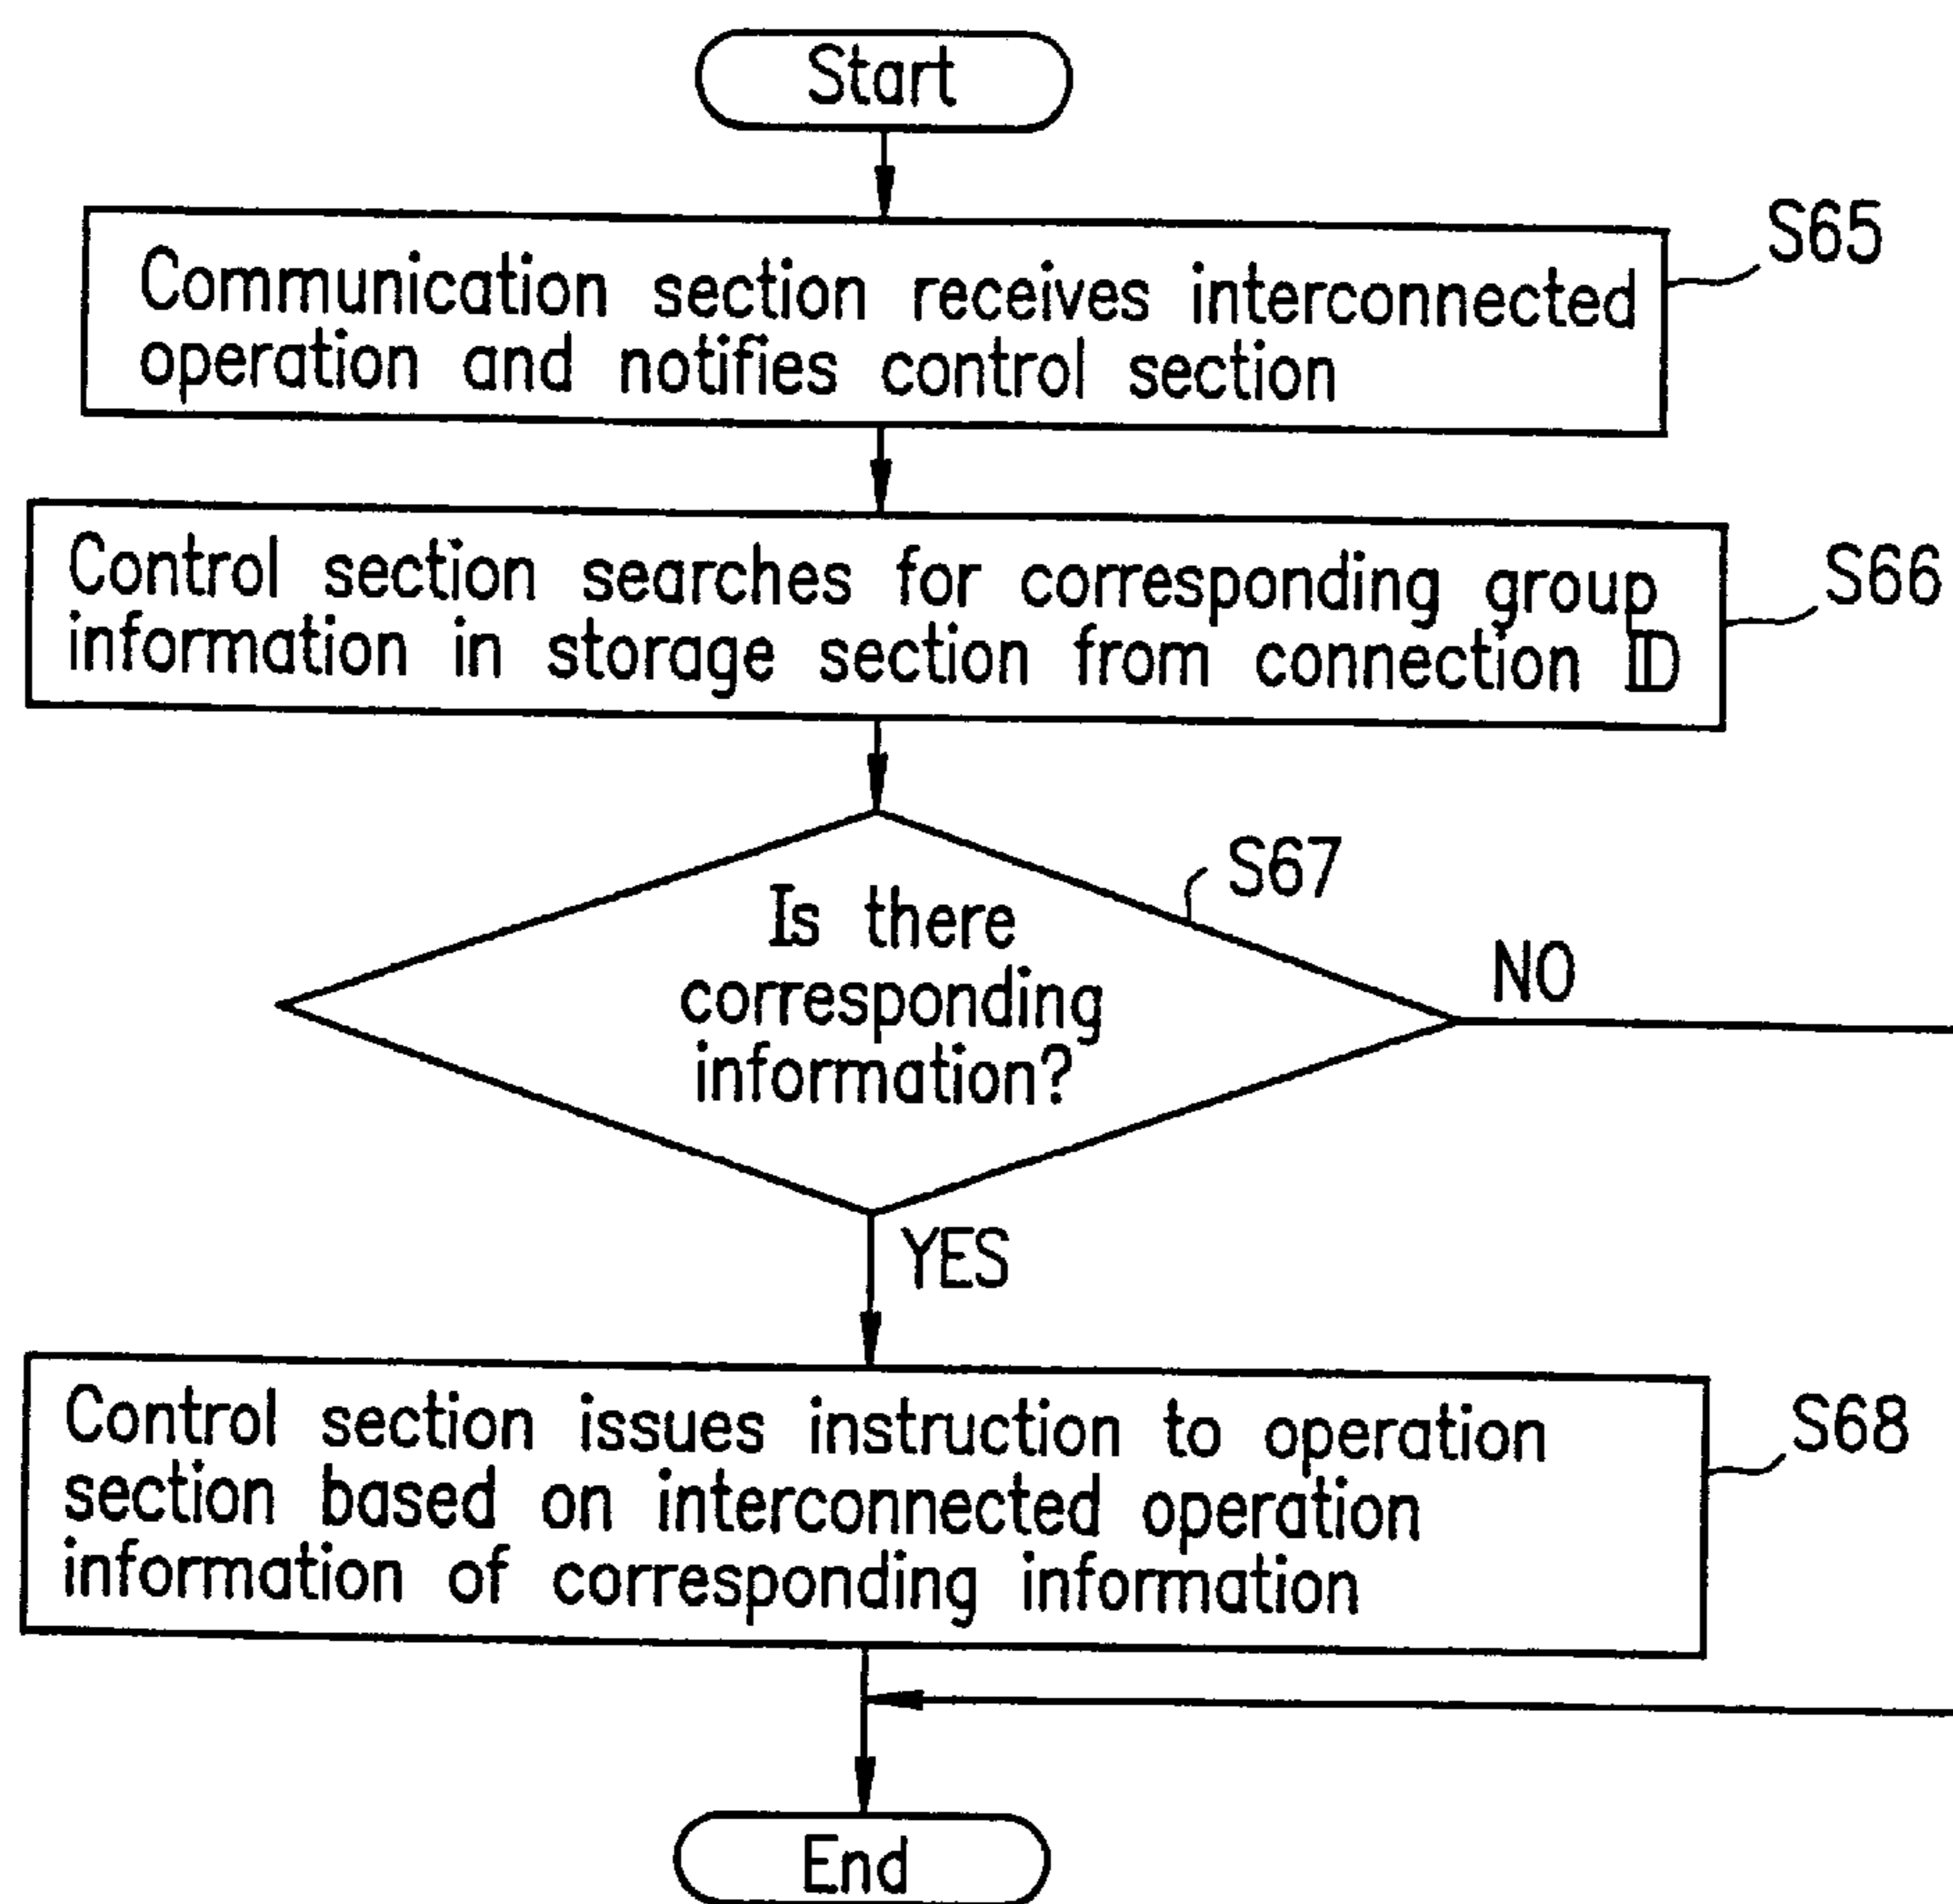 Start
S65
Communication section receives interconnected
operation and notifies control section
S66
Control section searches for corresponding group
information in storage section from connection ID
S67
Is there
corresponding
information?
NO
YES
S68
Control section issues instruction to operation
section based on interconnected operation
information of corresponding information
End